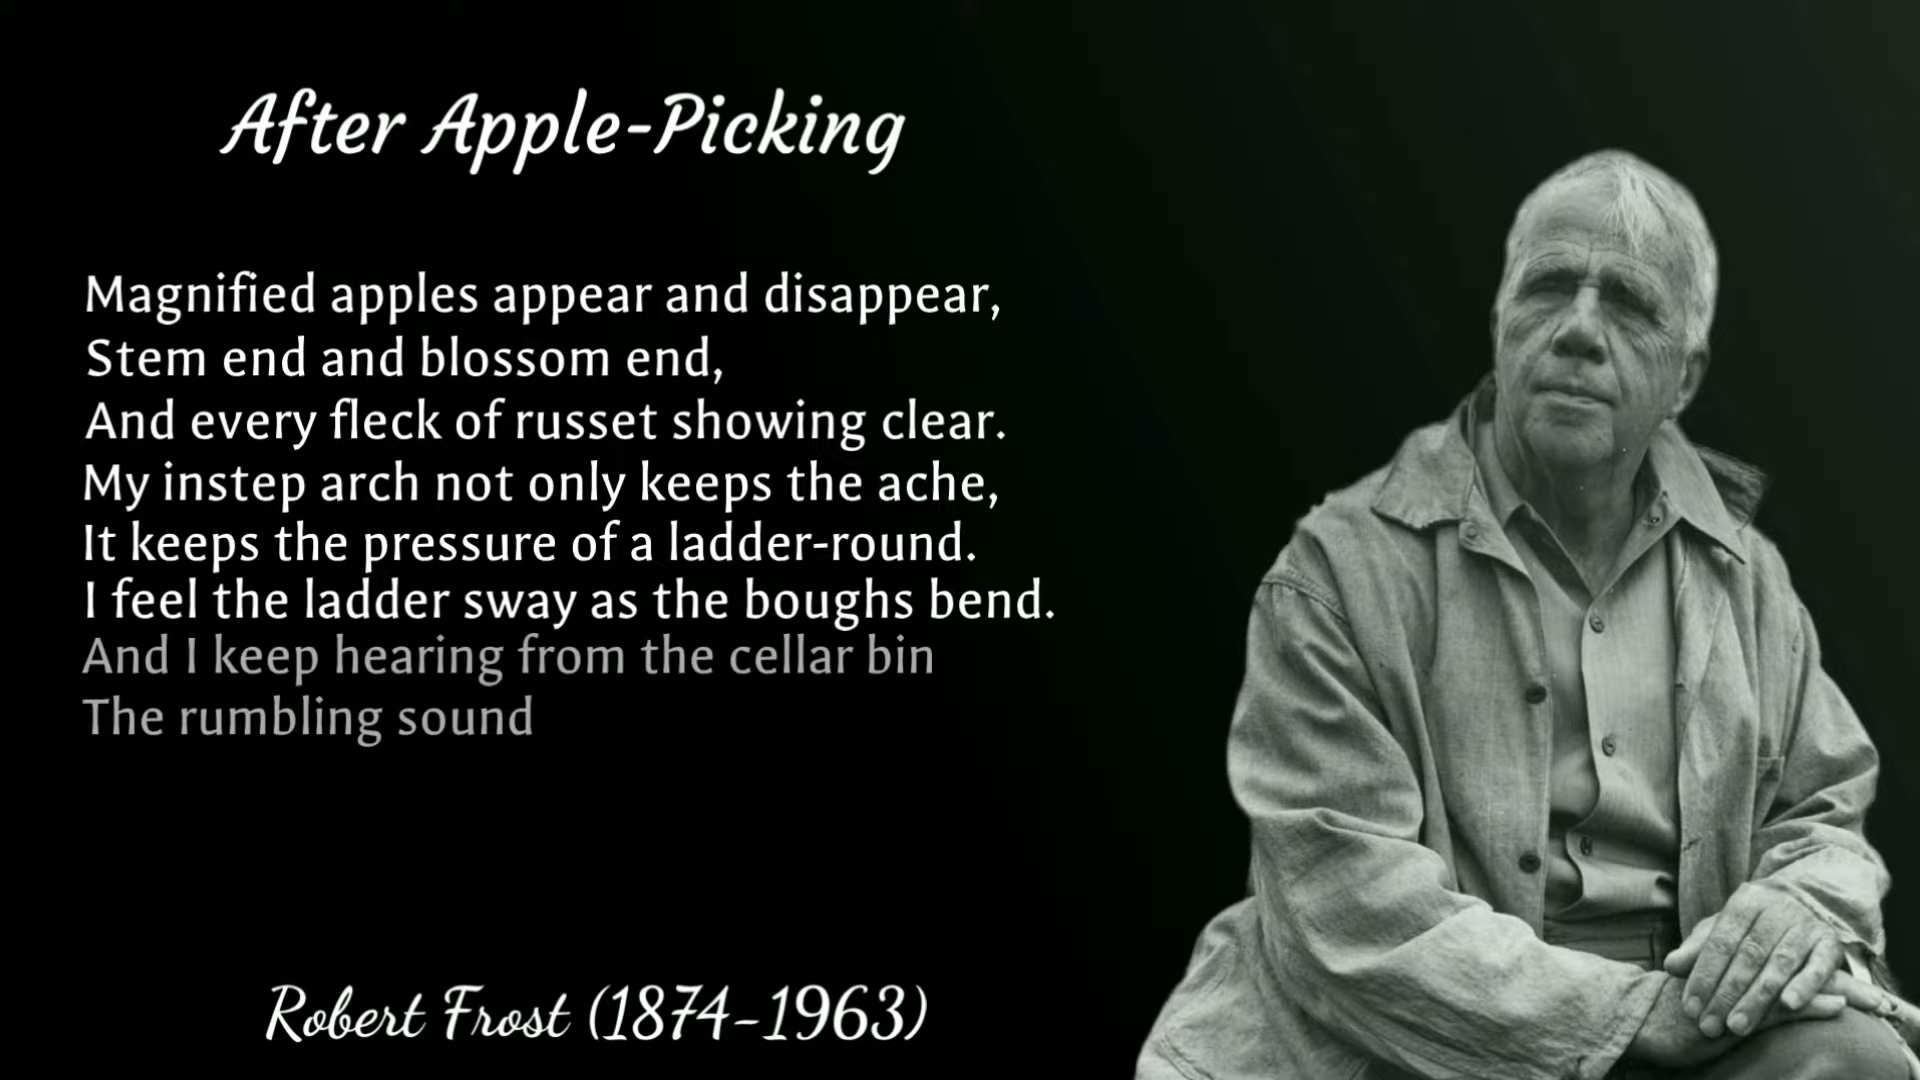 After Apple-Picking
Magnified apples appear and disappear,
Stem end and blossom end,
And every fleck of russet showing clear.
My instep arch not only keeps the ache,
It keeps the pressure of a ladder-round.
I feel the ladder sway as the boughs bend.
And I keep hearing from the cellar bin
The rumbling sound
Robert Frost (1874-1963)